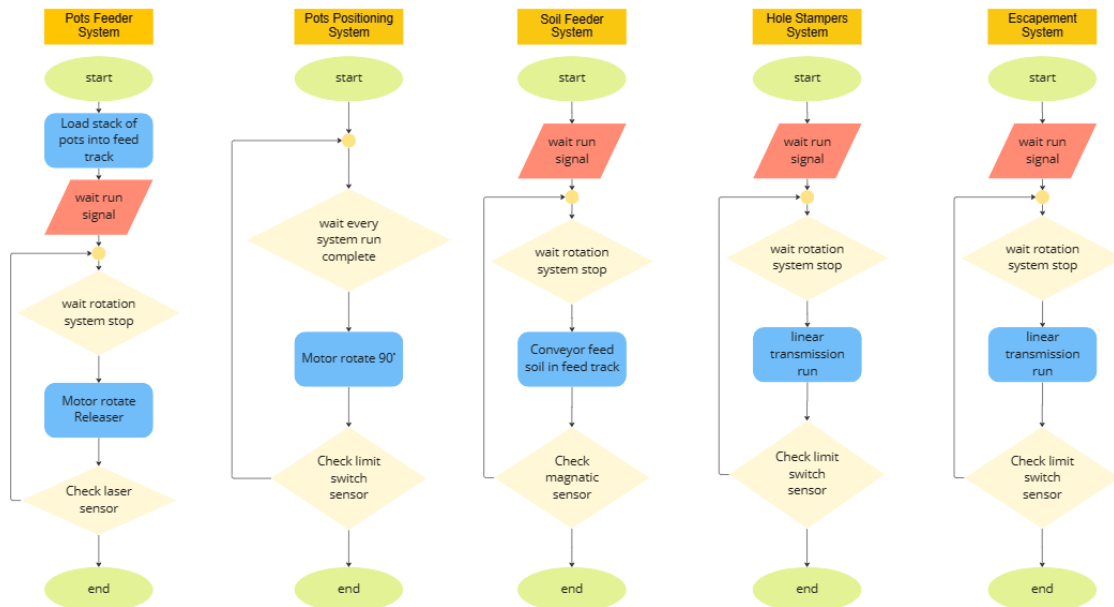 Pots Feeder
System
start
Load stack of
pots into feed
track
wait run
signal
wait rotation
system stop
Motor rotate
Releaser
Check laser
sensor
end
Pots Positioning
System
start
wait every
system run
complete
Motor rotate 90°
Check limit
switch
sensor
end
Soil Feeder
System
start
wait run
signal
wait rotation
system stop
Conveyor feed
soil in feed track
Check
magnatic
sensor
end
Hole Stampers
System
start
wait run
signal
wait rotation
system stop
linear
transmission
run
Check limit
switch
sensor
end
Escapement
System
start
wait run
signal
wait rotation
system stop
linear
transmission
run
Check limit
switch
sensor
end